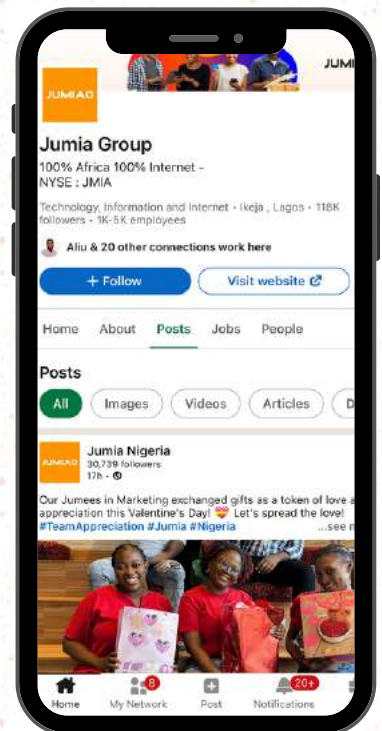 JUMI
JUMIA
Jumia Group
100% Africa 100% Internet -
NYSE : JMIA
Technology, Information and Internet • Ikeja , Lagos • 118K
followers • 1K-5K employees
Aliu & 20 other connections work here
+ Follow
Visit website
Home About Posts Jobs People
Posts
All Images Videos Articles D
JUMIA
Jumia Nigeria
30,739 followers
17h •
Our Jumees in Marketing exchanged gifts as a token of love a
appreciation this Valentine's Day! 💝 Let's spread the love!
#TeamAppreciation #Jumia #Nigeria ...see m
8
20+
Home My Network Post Notifications